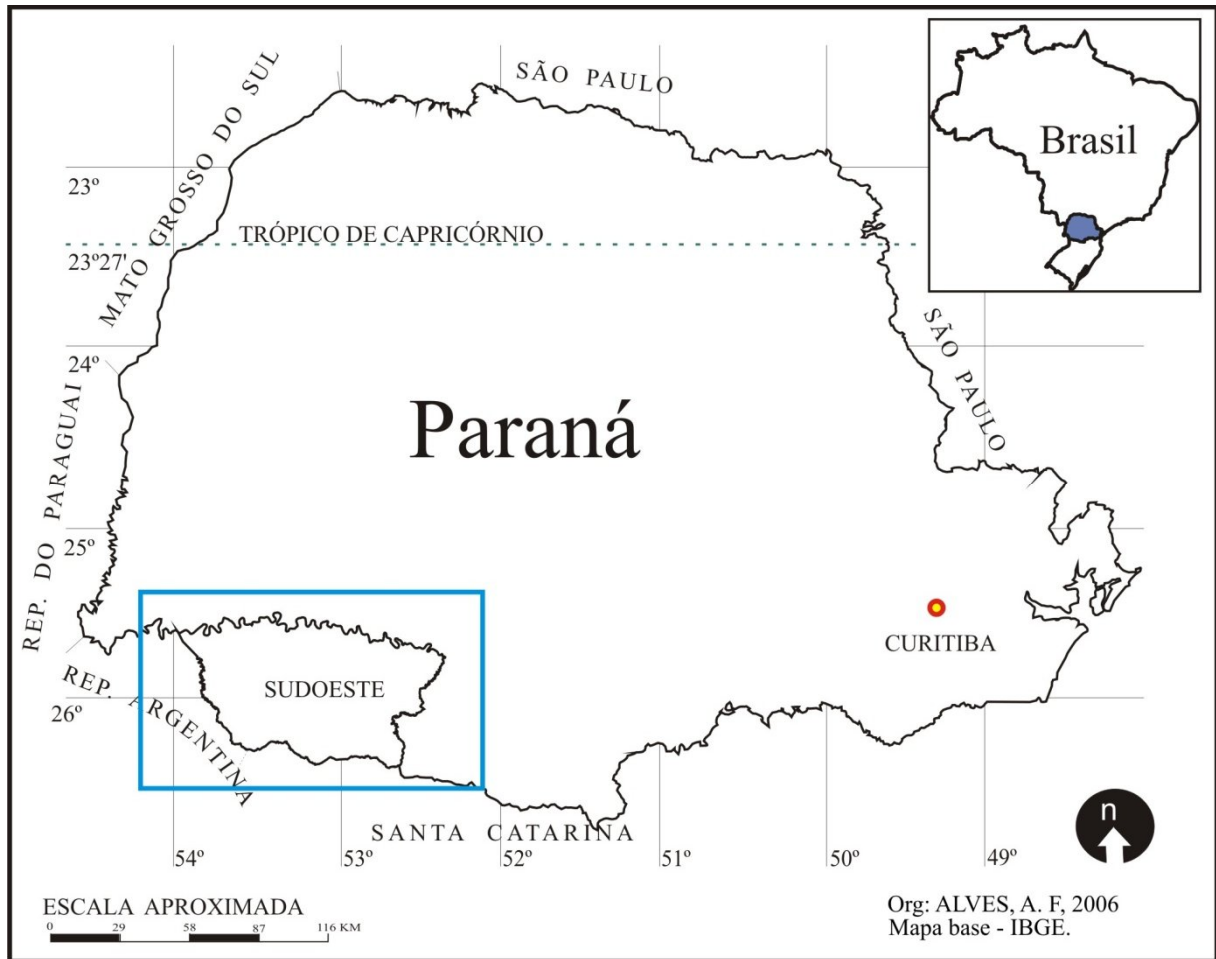 SÃO PAULO
MATO GROSSO DO SUL
Brasil
23º
TRÓPICO DE CAPRICÓRNIO
23º27'
SÃO PAULO
24º
Paraná
REP. DO PARAGUAI
25º
CURITIBA
SUDOESTE
REP. ARGENTINA
26º
SANTA CATARINA
54º 53º 52º 51º 50º 49º
n
ESCALA APROXIMADA
0 29 58 87 116 KM
Org: ALVES, A. F, 2006
Mapa base - IBGE.